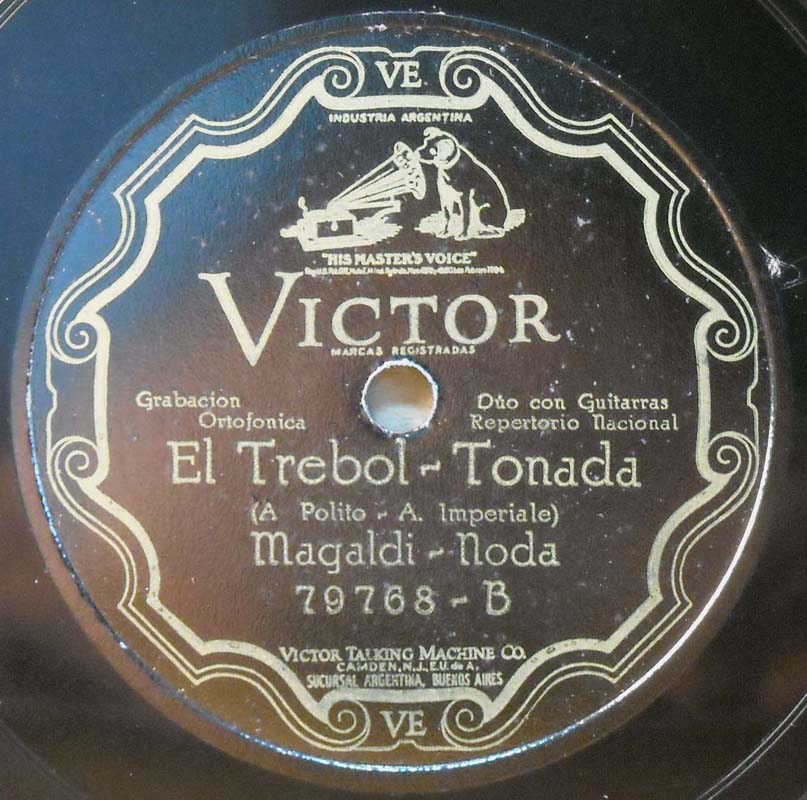 VE
INDUSTRIA ARGENTINA
"HIS MASTER'S VOICE"
VICTOR
MARCAS REGISTRADAS
Grabacion
Ortofonica
Dúo con Guitarras
Repertorio Nacional
El Trebol - Tonada
(A Polito - A. Imperiale)
Magaldi - Noda
79768 - B
VICTOR TALKING MACHINE CO.
CAMDEN, N.J., E.U. de A.
SUCURSAL ARGENTINA, BUENOS AIRES
VE